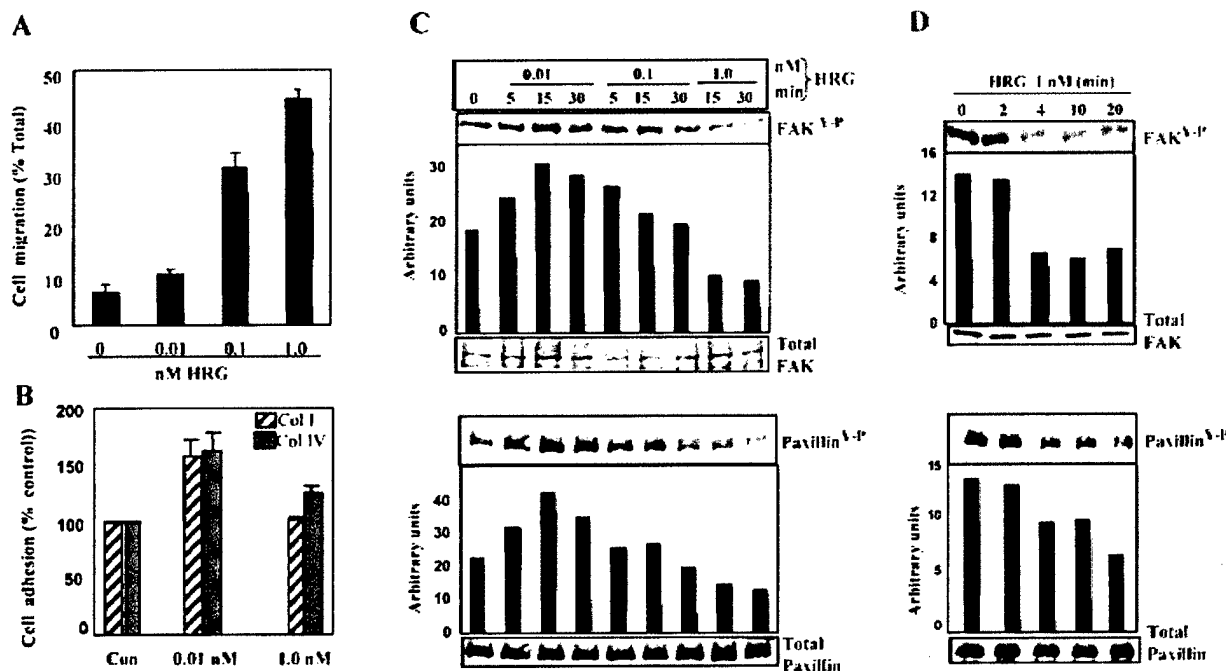 A
Cell migration (% Total)
50
40
30
20
10
0
0 0.01 0.1 1.0
nM HRG
B
Cell adhesion (% control))
200
150
100
50
0
Col I
Col IV
Con 0.01 nM 1.0 nM
C
0.01 0.1 1.0 nM
HRG
0 5 15 30 5 15 30 15 30 min
FAK Y-P
Arbitrary units
30
20
10
0
Total
FAK
Paxillin Y-P
Arbitrary units
40
30
20
10
0
Total
Paxillin
D
HRG 1 nM (min)
0 2 4 10 20
FAK Y-P
Arbitrary units
16
12
8
4
0
Total
FAK
Paxillin Y-P
Arbitrary units
15
10
5
0
Total
Paxillin